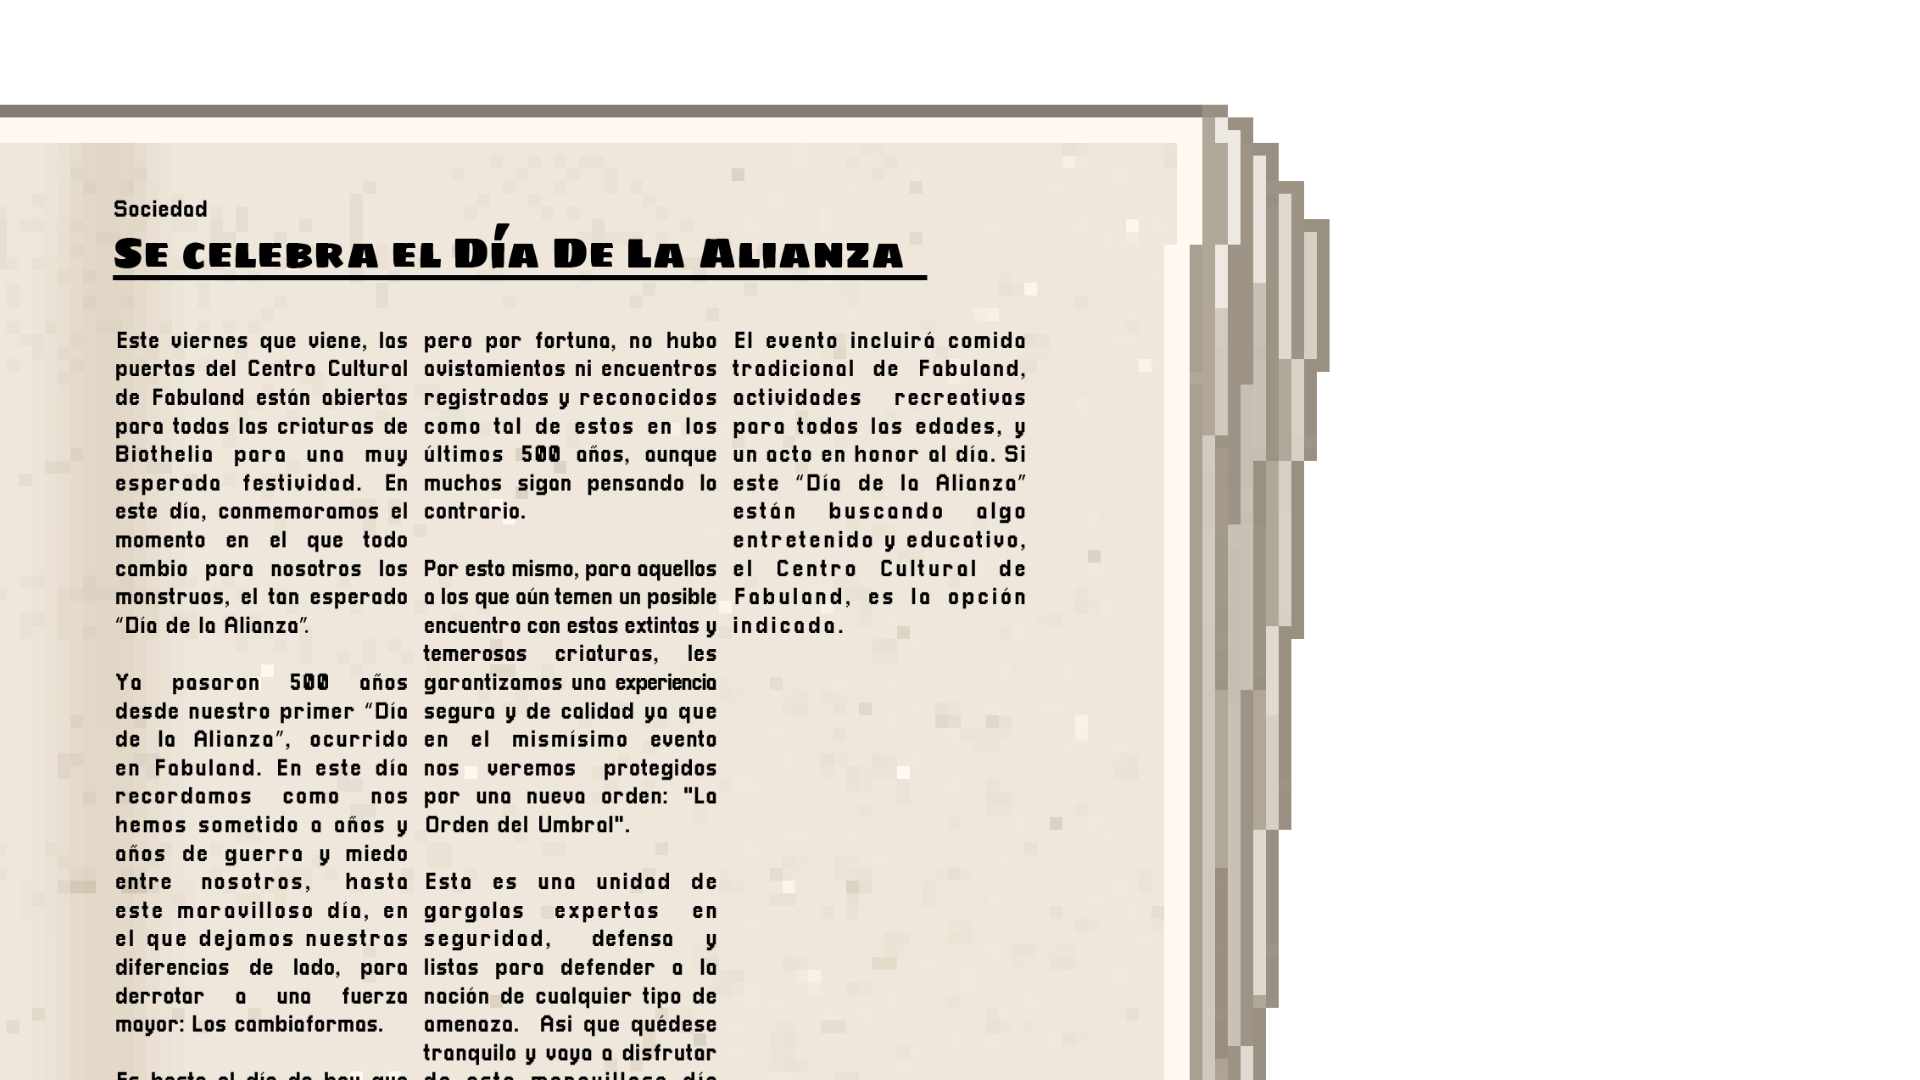 Sociedad
Se celebra el Día De La Alianza
Este viernes que viene, las
puertas del Centro Cultural
de Fabuland están abiertas
para todas las criaturas de
Biothelia para una muy
esperada festividad. En
este día, conmemoramos el
momento en el que todo
cambio para nosotros los
monstruos, el tan esperado
“Día de la Alianza”.
Ya pasaron 500 años
desde nuestro primer “Día
de la Alianza”, ocurrido
en Fabuland. En este día
recordamos como nos
hemos sometido a años y
años de guerra y miedo
entre nosotros, hasta
este maravilloso día, en
el que dejamos nuestras
diferencias de lado, para
derrotar a una fuerza
mayor: Los cambiaformas.
Es hasta el día de hoy que
pero por fortuna, no hubo
avistamientos ni encuentros
registrados y reconocidos
como tal de estos en los
últimos 500 años, aunque
muchos sigan pensando lo
contrario.
Por esto mismo, para aquellos
a los que aún temen un posible
encuentro con estas extintas y
temerosas criaturas, les
garantizamos una experiencia
segura y de calidad ya que
en el mismísimo evento
nos veremos protegidos
por una nueva orden: "La
Orden del Umbral".
Esta es una unidad de
gargolas expertas en
seguridad, defensa y
listas para defender a la
nación de cualquier tipo de
amenaza. Asi que quédese
tranquilo y vaya a disfrutar
de este maravilloso día
El evento incluirá comida
tradicional de Fabuland,
actividades recreativas
para todas las edades, y
un acto en honor al día. Si
este “Día de la Alianza”
están buscando algo
entretenido y educativo,
el Centro Cultural de
Fabuland, es la opción
indicada.